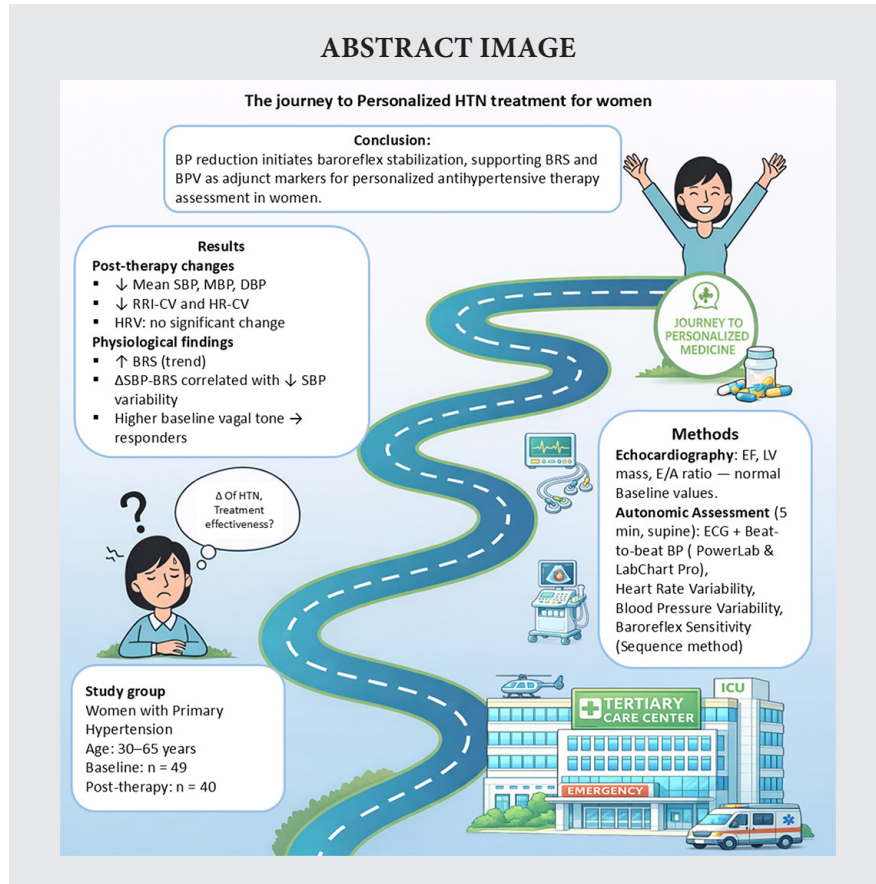 ABSTRACT IMAGE
The journey to Personalized HTN treatment for women
Conclusion:
BP reduction initiates baroreflex stabilization, supporting BRS and
BPV as adjunct markers for personalized antihypertensive therapy
assessment in women.
Results
Post-therapy changes
▪ ↓ Mean SBP, MBP, DBP
▪ ↓ RRI-CV and HR-CV
▪ HRV: no significant change
Physiological findings
▪ ↑ BRS (trend)
▪ ΔSBP-BRS correlated with ↓ SBP
variability
▪ Higher baseline vagal tone →
responders
JOURNEY TO
PERSONALIZED
MEDICINE
Methods
Echocardiography: EF, LV
mass, E/A ratio — normal
Baseline values.
Autonomic Assessment (5
min, supine): ECG + Beat-
to-beat BP ( PowerLab &
LabChart Pro),
Heart Rate Variability,
Blood Pressure Variability,
Baroreflex Sensitivity
(Sequence method)
?
Δ Of HTN,
Treatment
effectiveness?
Study group
Women with Primary
Hypertension
Age: 30–65 years
Baseline: n = 49
Post-therapy: n = 40
ICU
TERTIARY
CARE CENTER
EMERGENCY